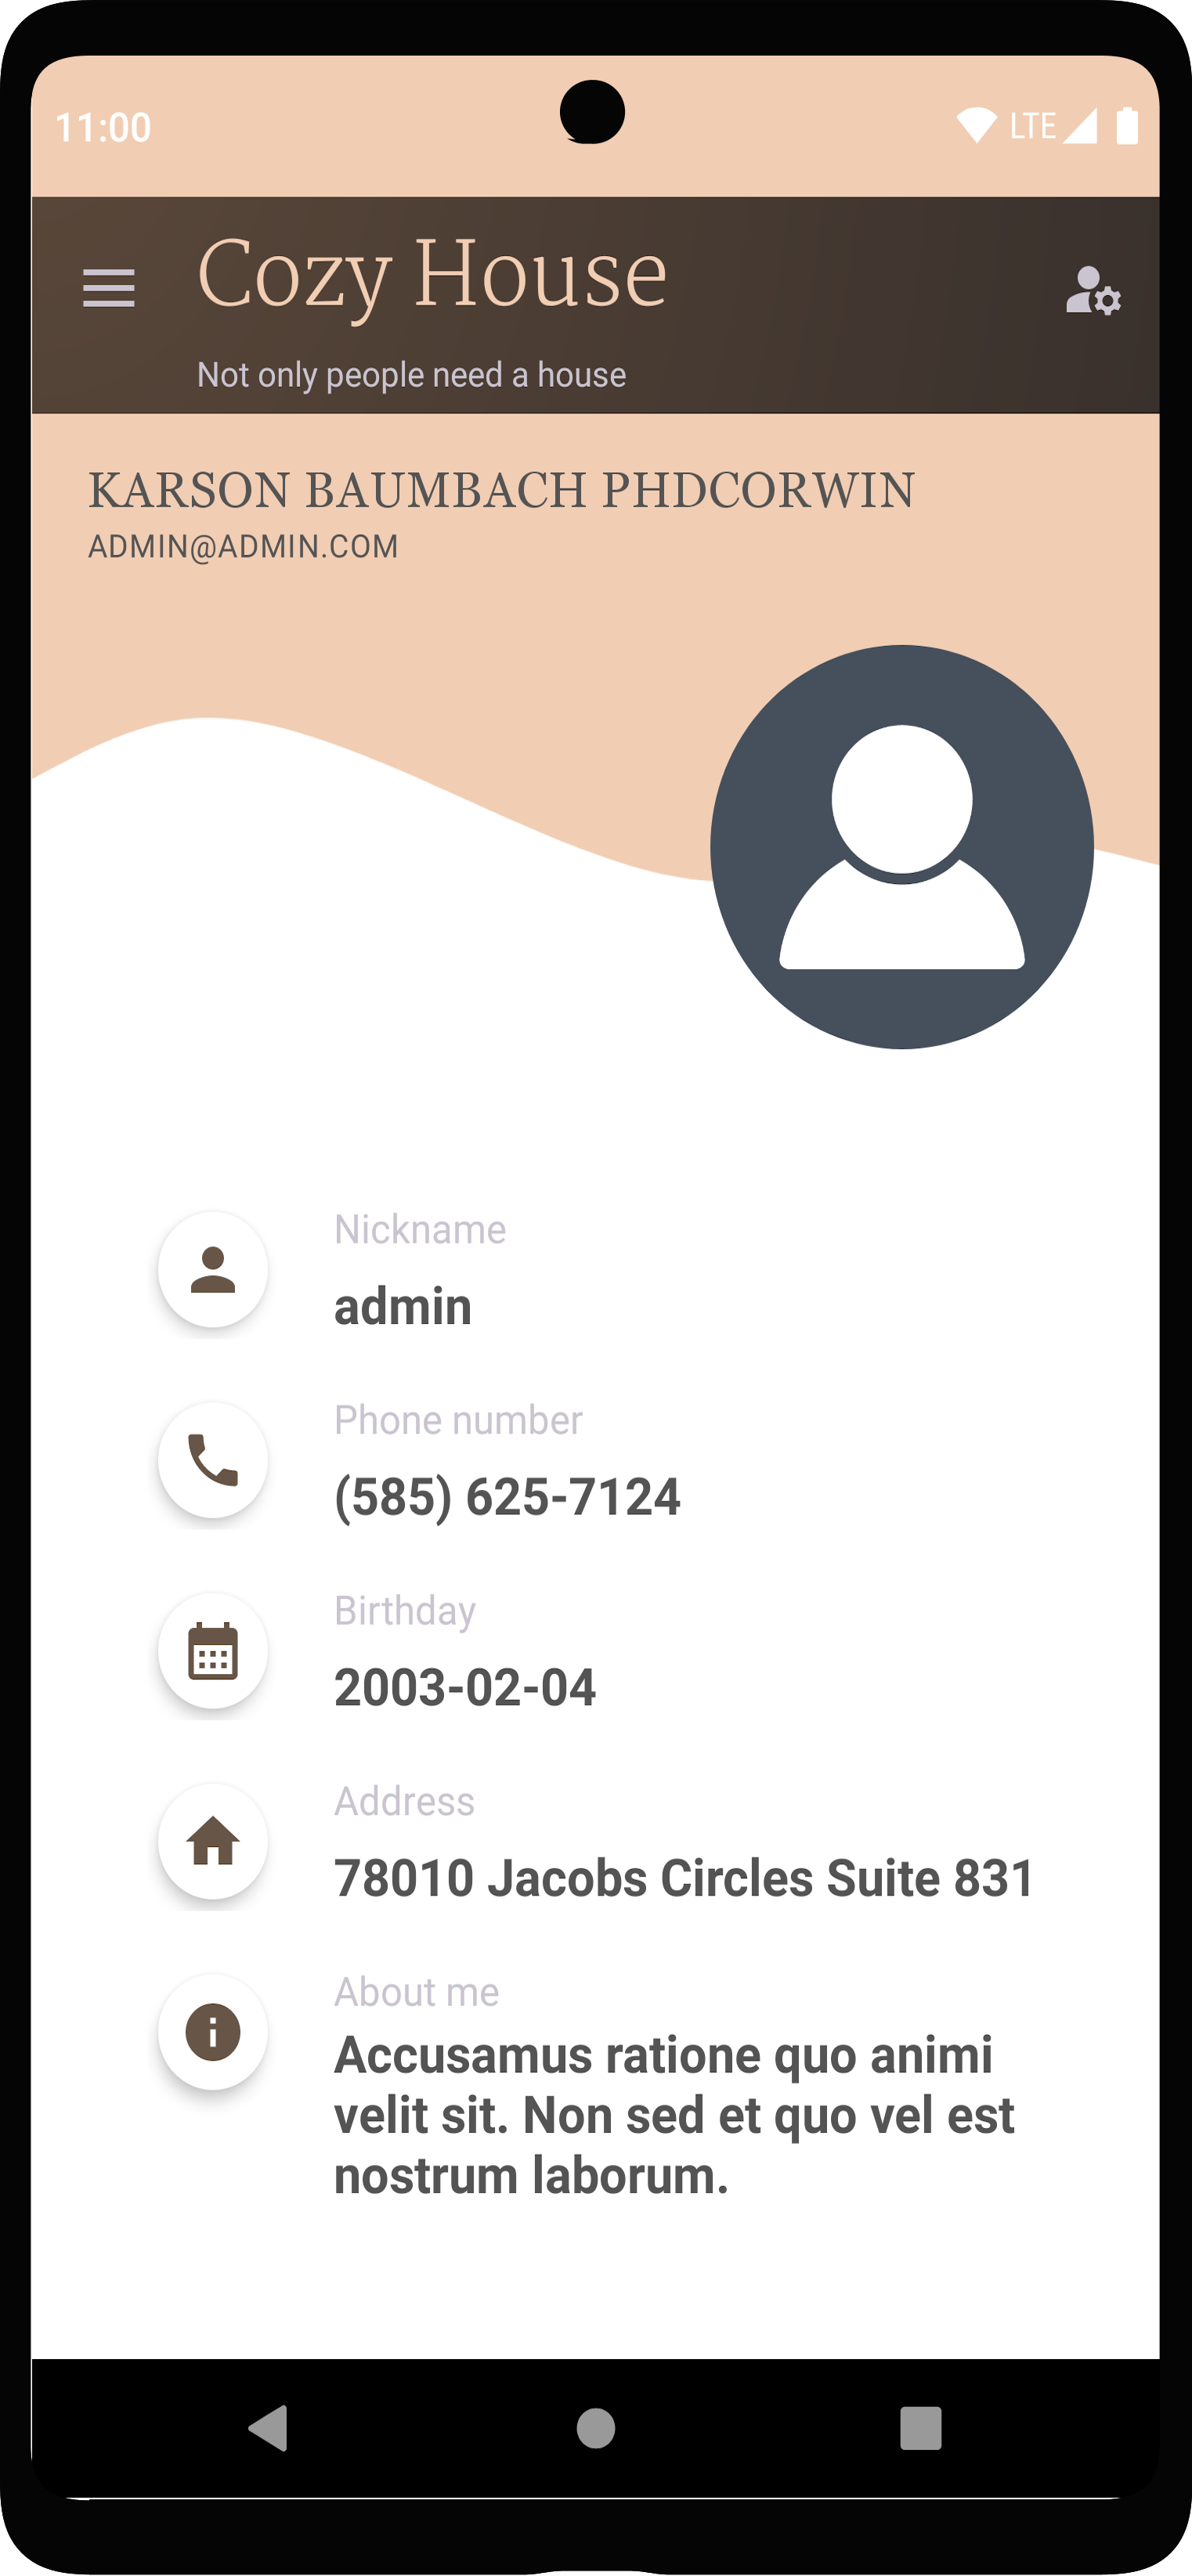 11:00
LTE
Cozy House
Not only people need a house
KARSON BAUMBACH PHDCORWIN
ADMIN@ADMIN.COM
Nickname
admin
Phone number
(585) 625-7124
Birthday
2003-02-04
Address
78010 Jacobs Circles Suite 831
About me
Accusamus ratione quo animi
velit sit. Non sed et quo vel est
nostrum laborum.